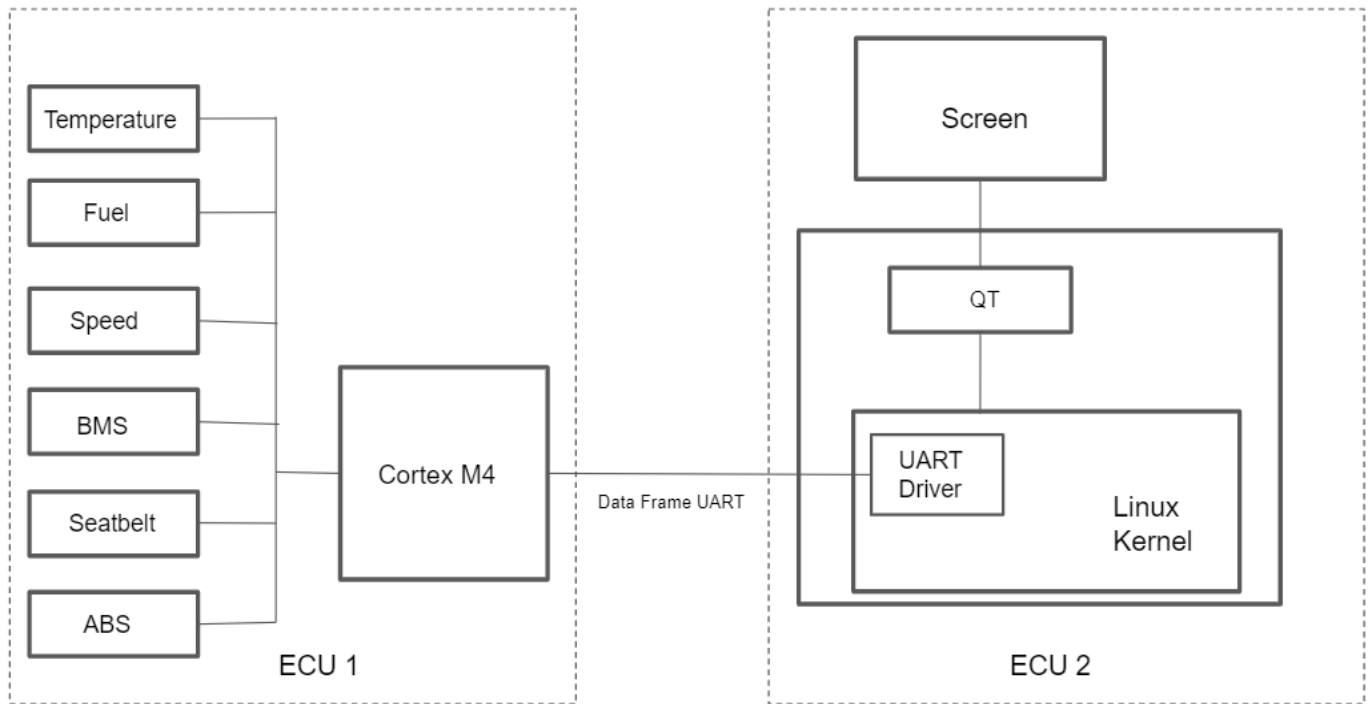 Temperature
Fuel
Speed
BMS
Seatbelt
ABS
Cortex M4
ECU 1
Data Frame UART
Screen
QT
UART
Driver
Linux
Kernel
ECU 2